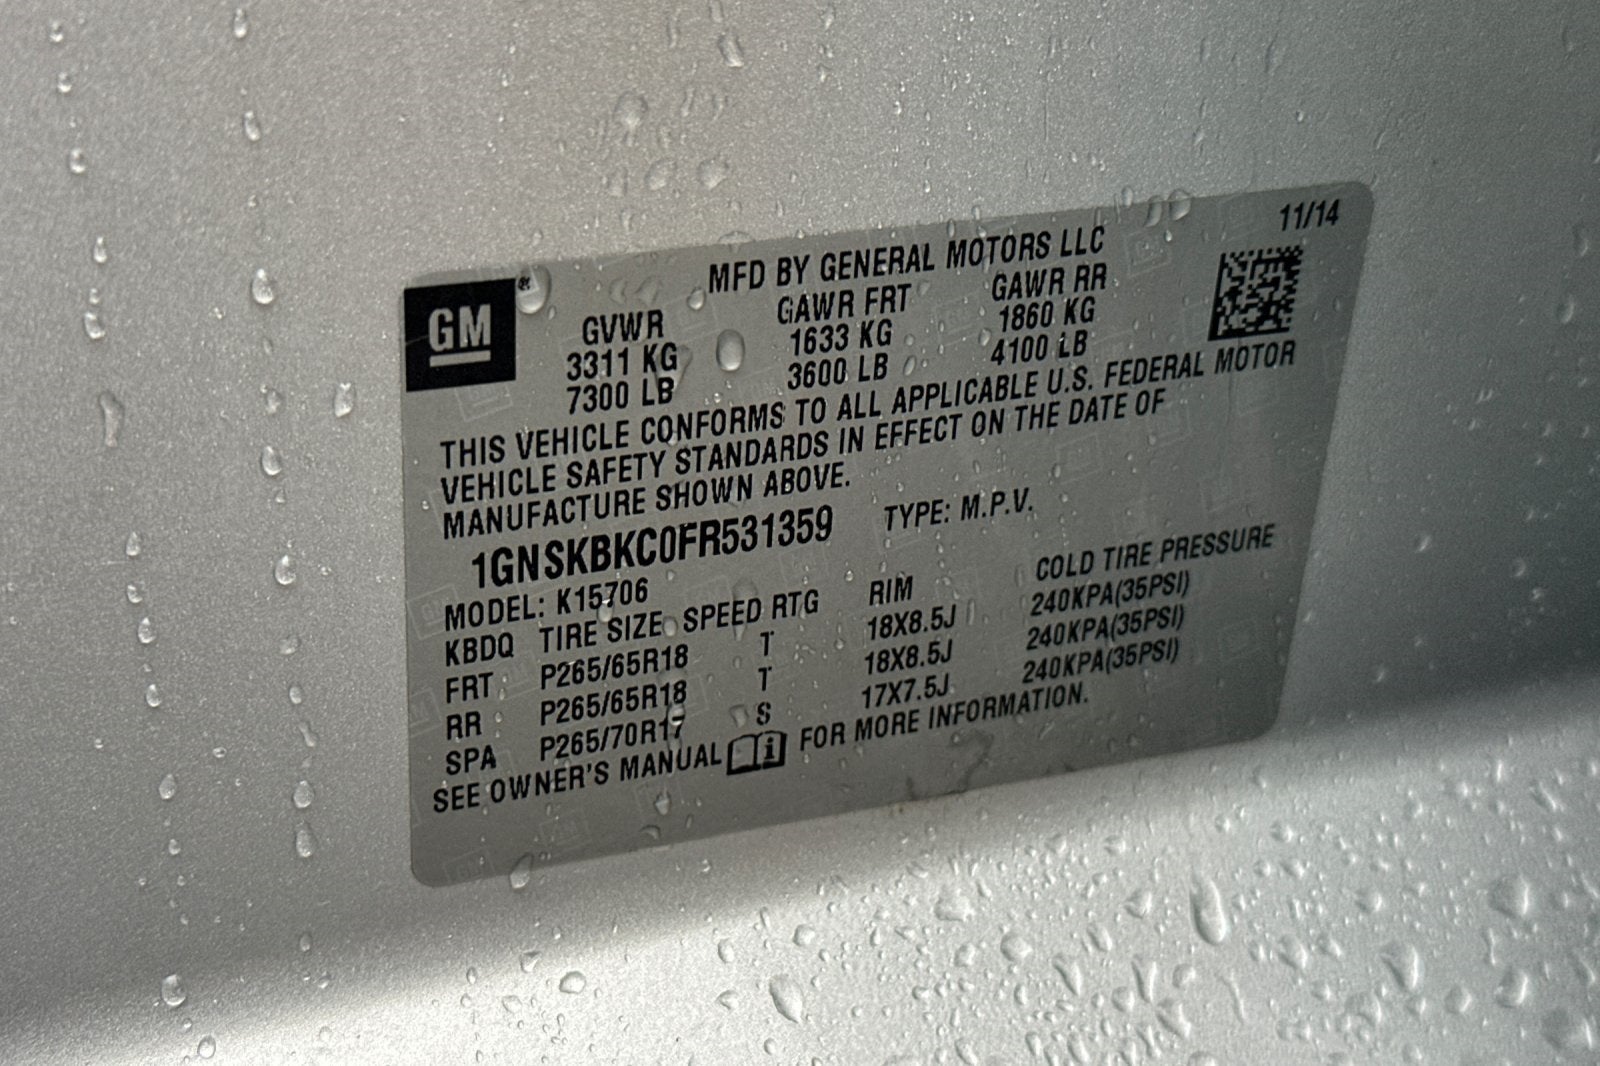 11/14
MFD BY GENERAL MOTORS LLC
GM®
GVWR GAWR FRT GAWR RR
3311 KG 1633 KG 1860 KG
7300 LB 3600 LB 4100 LB
THIS VEHICLE CONFORMS TO ALL APPLICABLE U.S. FEDERAL MOTOR
VEHICLE SAFETY STANDARDS IN EFFECT ON THE DATE OF
MANUFACTURE SHOWN ABOVE.
1GNSKBKC0FR531359 TYPE: M.P.V.
MODEL: K15706
KBDQ TIRE SIZE SPEED RTG RIM COLD TIRE PRESSURE
FRT P265/65R18 T 18X8.5J 240KPA(35PSI)
RR P265/65R18 T 18X8.5J 240KPA(35PSI)
SPA P265/70R17 S 17X7.5J 240KPA(35PSI)
SEE OWNER'S MANUAL i FOR MORE INFORMATION.